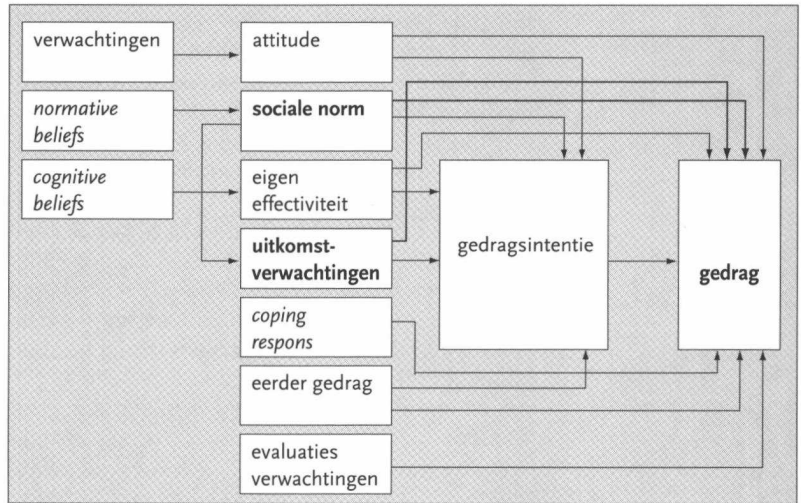 verwachtingen
attitude
normative
beliefs
sociale norm
cognitive
beliefs
eigen
effectiviteit
uitkomst-
verwachtingen
coping
respons
eerder gedrag
evaluaties
verwachtingen
gedragsintentie
gedrag